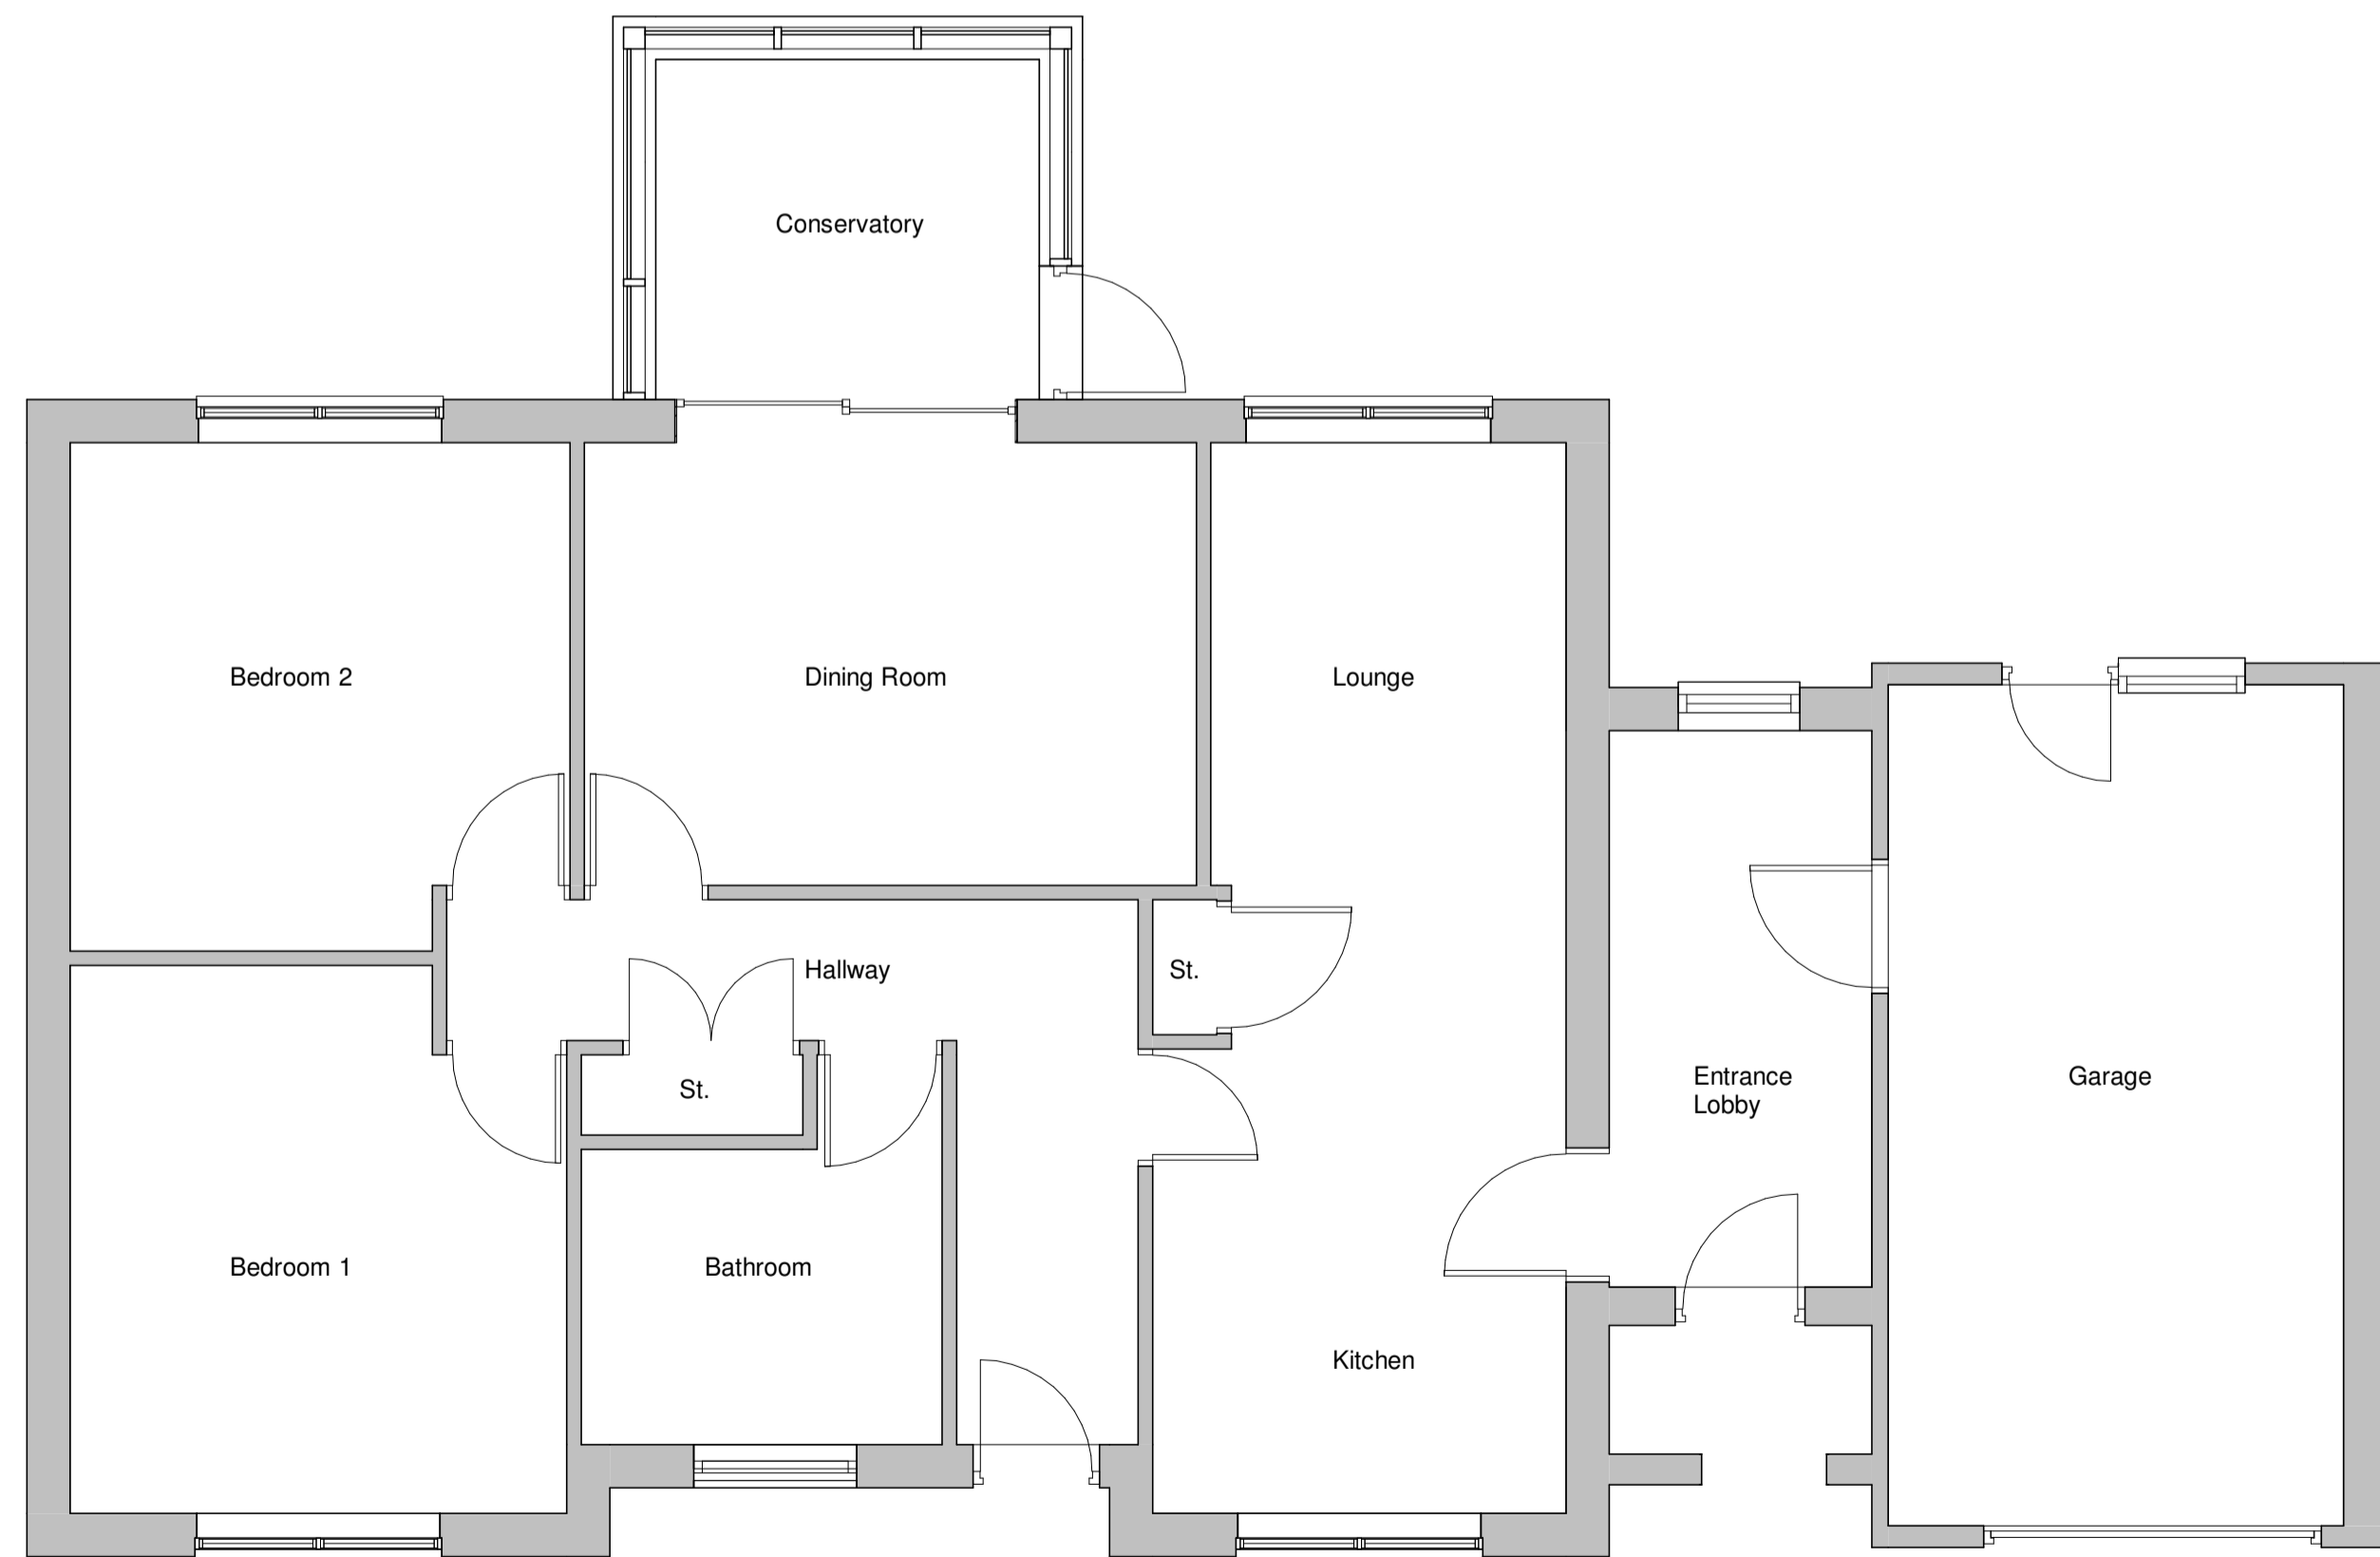 Conservatory
Bedroom 2
Dining Room
Lounge
Hallway
St.
St.
Entrance
Lobby
Garage
Bedroom 1
Bathroom
Kitchen